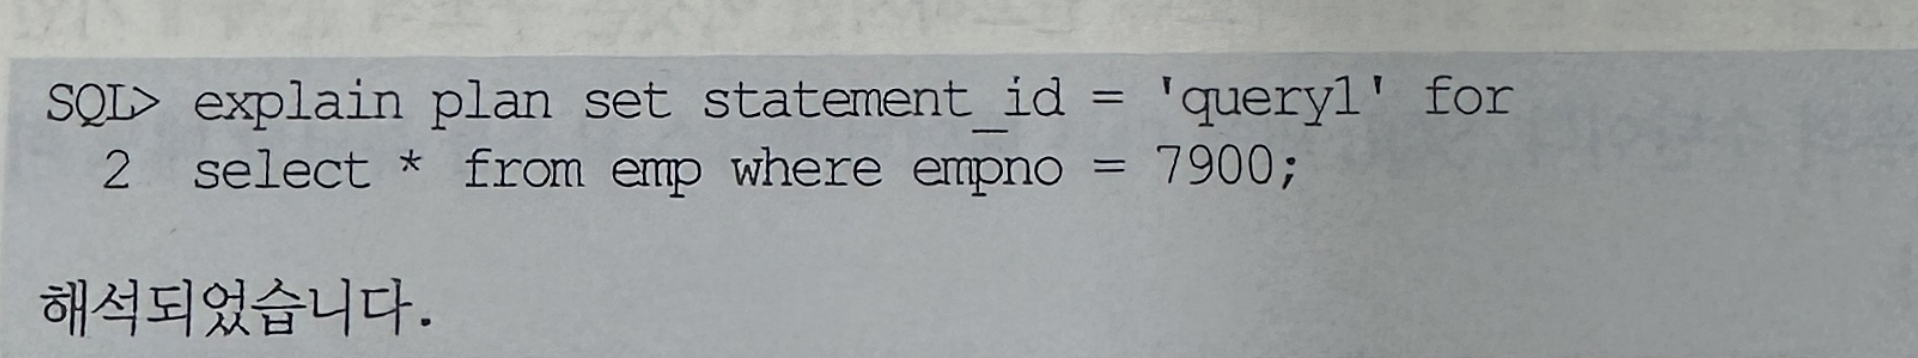 SQL> explain plan set statement_id = 'query1' for
  2  select * from emp where empno = 7900;
해석되었습니다.